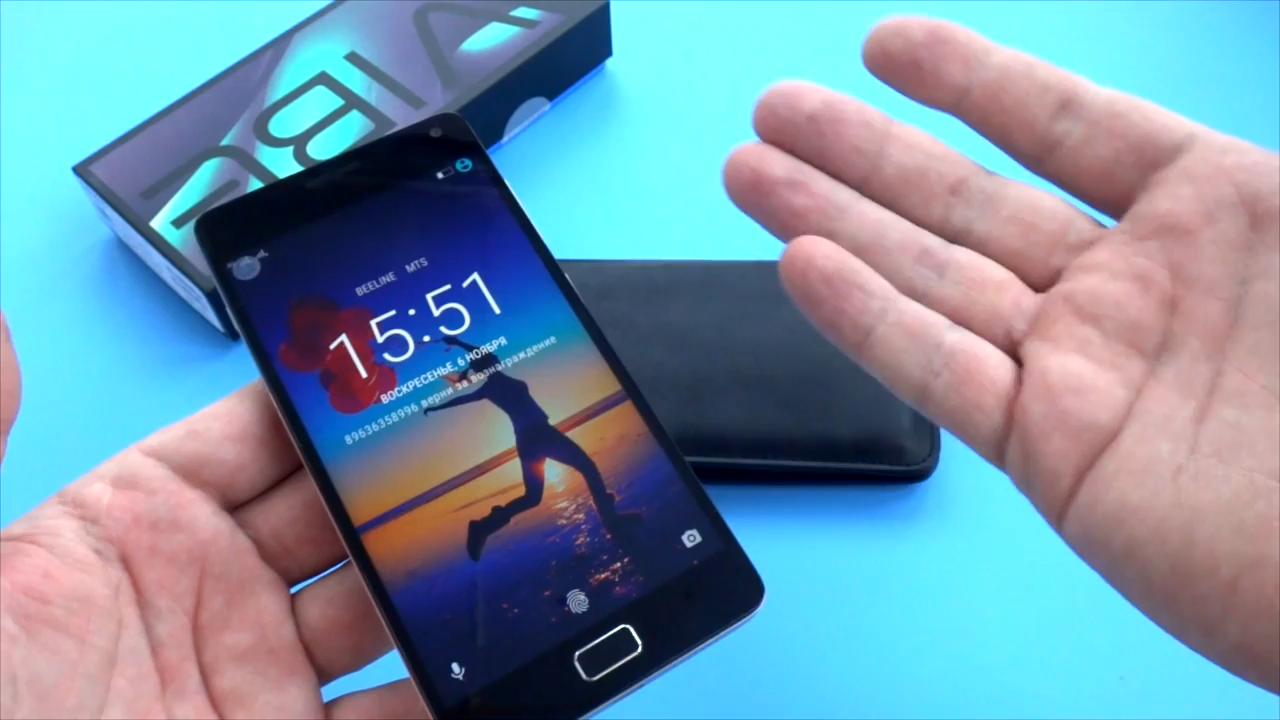 VIBE
BEELINE MTS
15:51
ВОСКРЕСЕНЬЕ, 6 НОЯБРЯ
89636358996 верни за вознаграждение